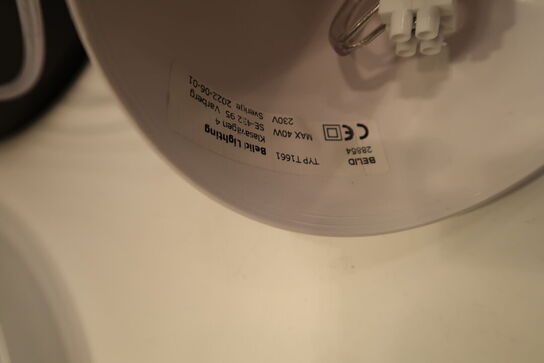 BELID
28854
TYP T1661
MAX 40W
230V
Belid Lighting
Klasavägen 4
SE-432 95 Varberg
Sverige 2022-06-01
CE